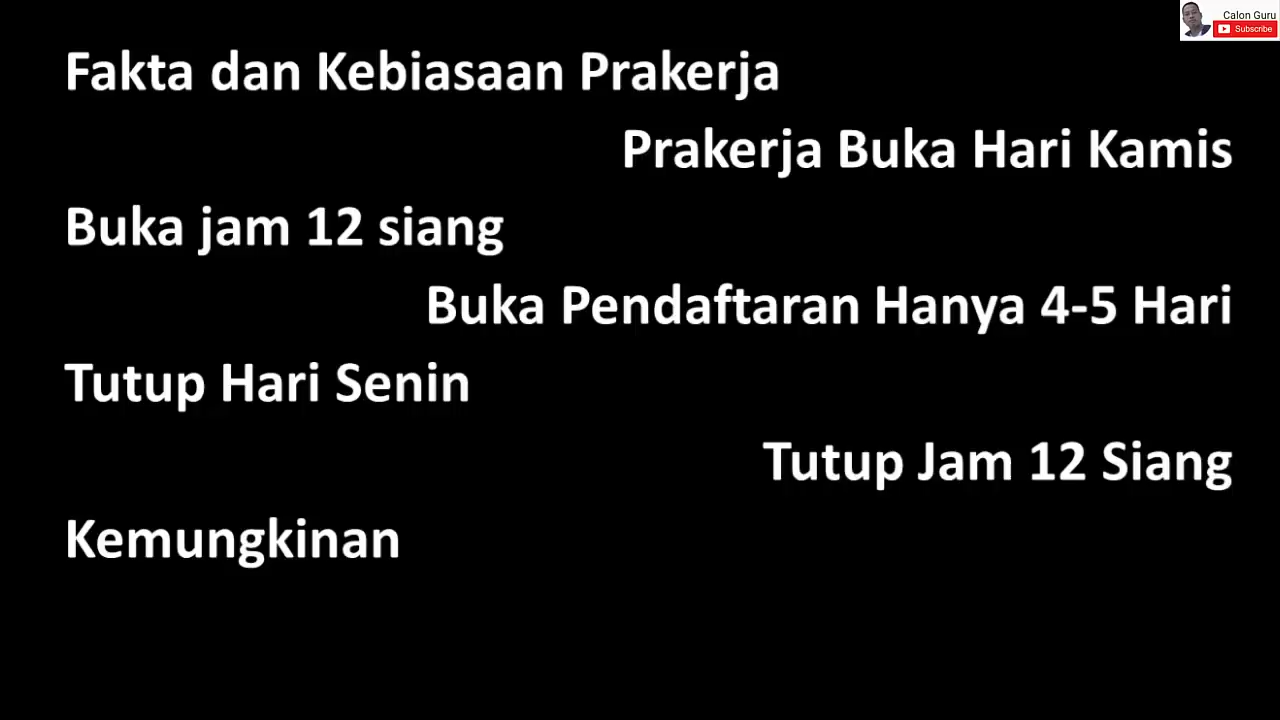 Calon Guru
Subscribe
Fakta dan Kebiasaan Prakerja
Prakerja Buka Hari Kamis
Buka jam 12 siang
Buka Pendaftaran Hanya 4-5 Hari
Tutup Hari Senin
Tutup Jam 12 Siang
Kemungkinan